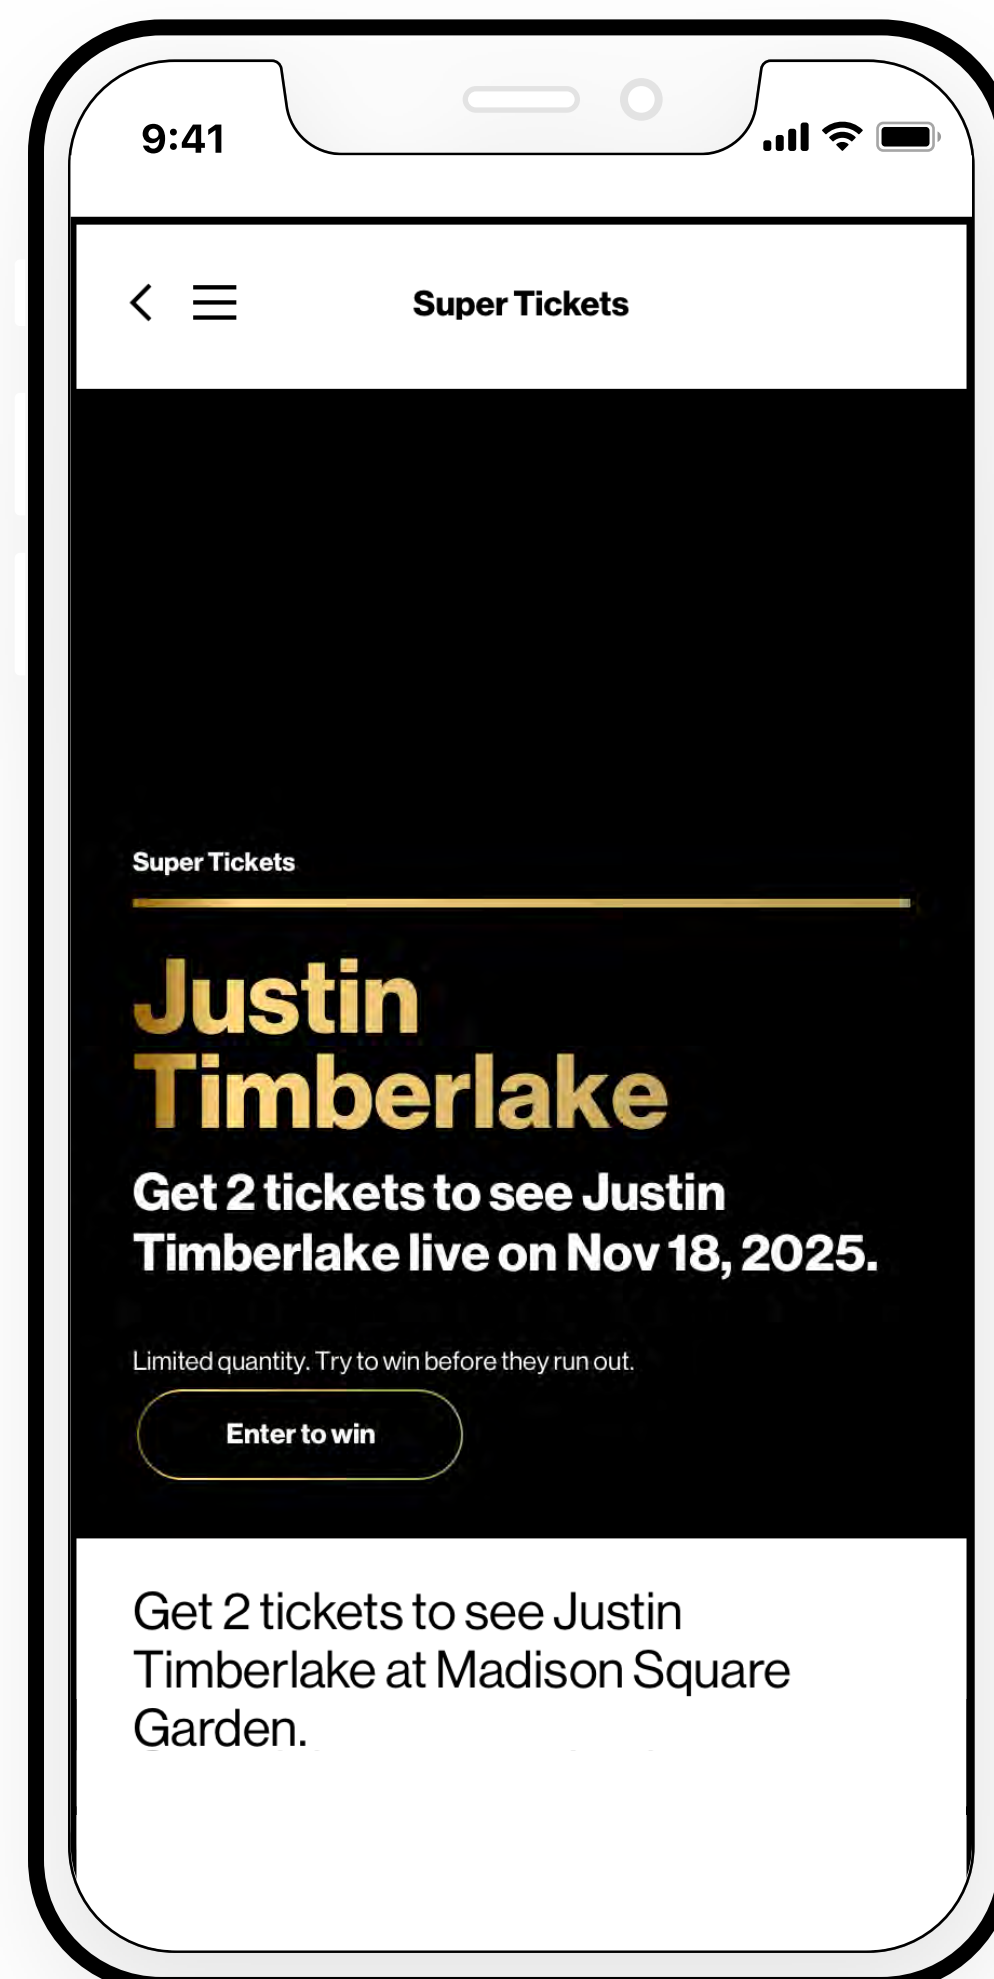 9:41
Super Tickets
Super Tickets
Justin
Timberlake
Get 2 tickets to see Justin
Timberlake live on Nov 18, 2025.
Limited quantity. Try to win before they run out.
Enter to win
Get 2 tickets to see Justin
Timberlake at Madison Square
Garden.